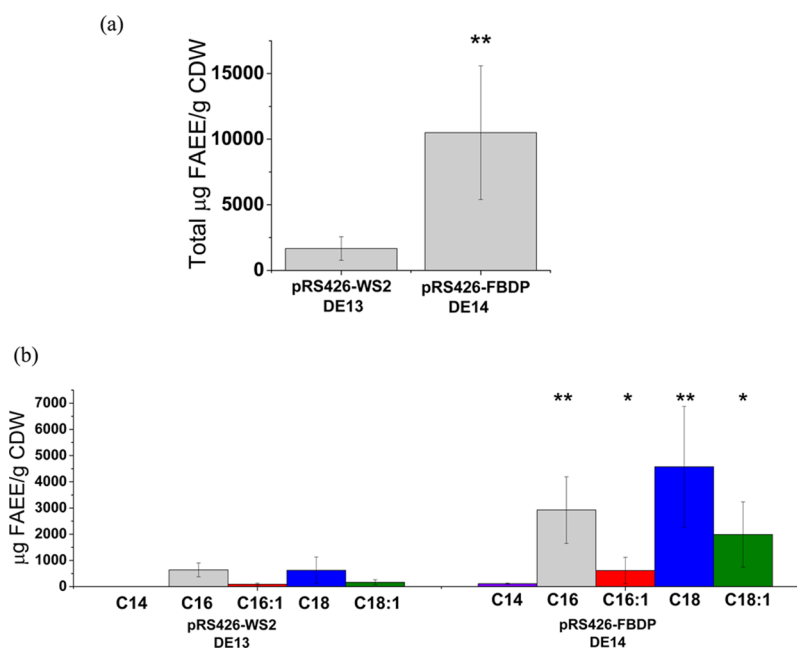 (a)
**
Total µg FAEE/g CDW
15000
10000
5000
0
pRS426-WS2 pRS426-FBDP
DE13 DE14
(b)
µg FAEE/g CDW
7000
6000
5000
4000
3000
2000
1000
0
** * ** *
C14 C16 C16:1 C18 C18:1 C14 C16 C16:1 C18 C18:1
pRS426-WS2 pRS426-FBDP
DE13 DE14